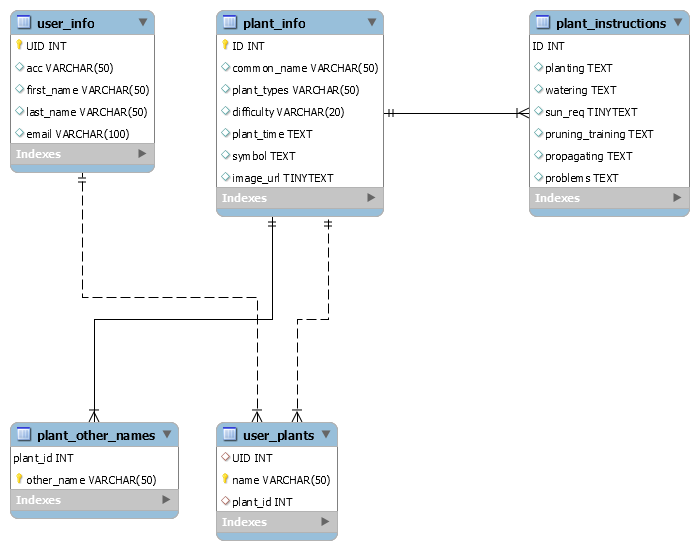 user_info
UID INT
acc VARCHAR(50)
first_name VARCHAR(50)
last_name VARCHAR(50)
email VARCHAR(100)
Indexes
plant_info
ID INT
common_name VARCHAR(50)
plant_types VARCHAR(50)
difficulty VARCHAR(20)
plant_time TEXT
symbol TEXT
image_url TINYTEXT
Indexes
plant_instructions
ID INT
planting TEXT
watering TEXT
sun_req TINYTEXT
pruning_training TEXT
propagating TEXT
problems TEXT
Indexes
plant_other_names
plant_id INT
other_name VARCHAR(50)
Indexes
user_plants
UID INT
name VARCHAR(50)
plant_id INT
Indexes